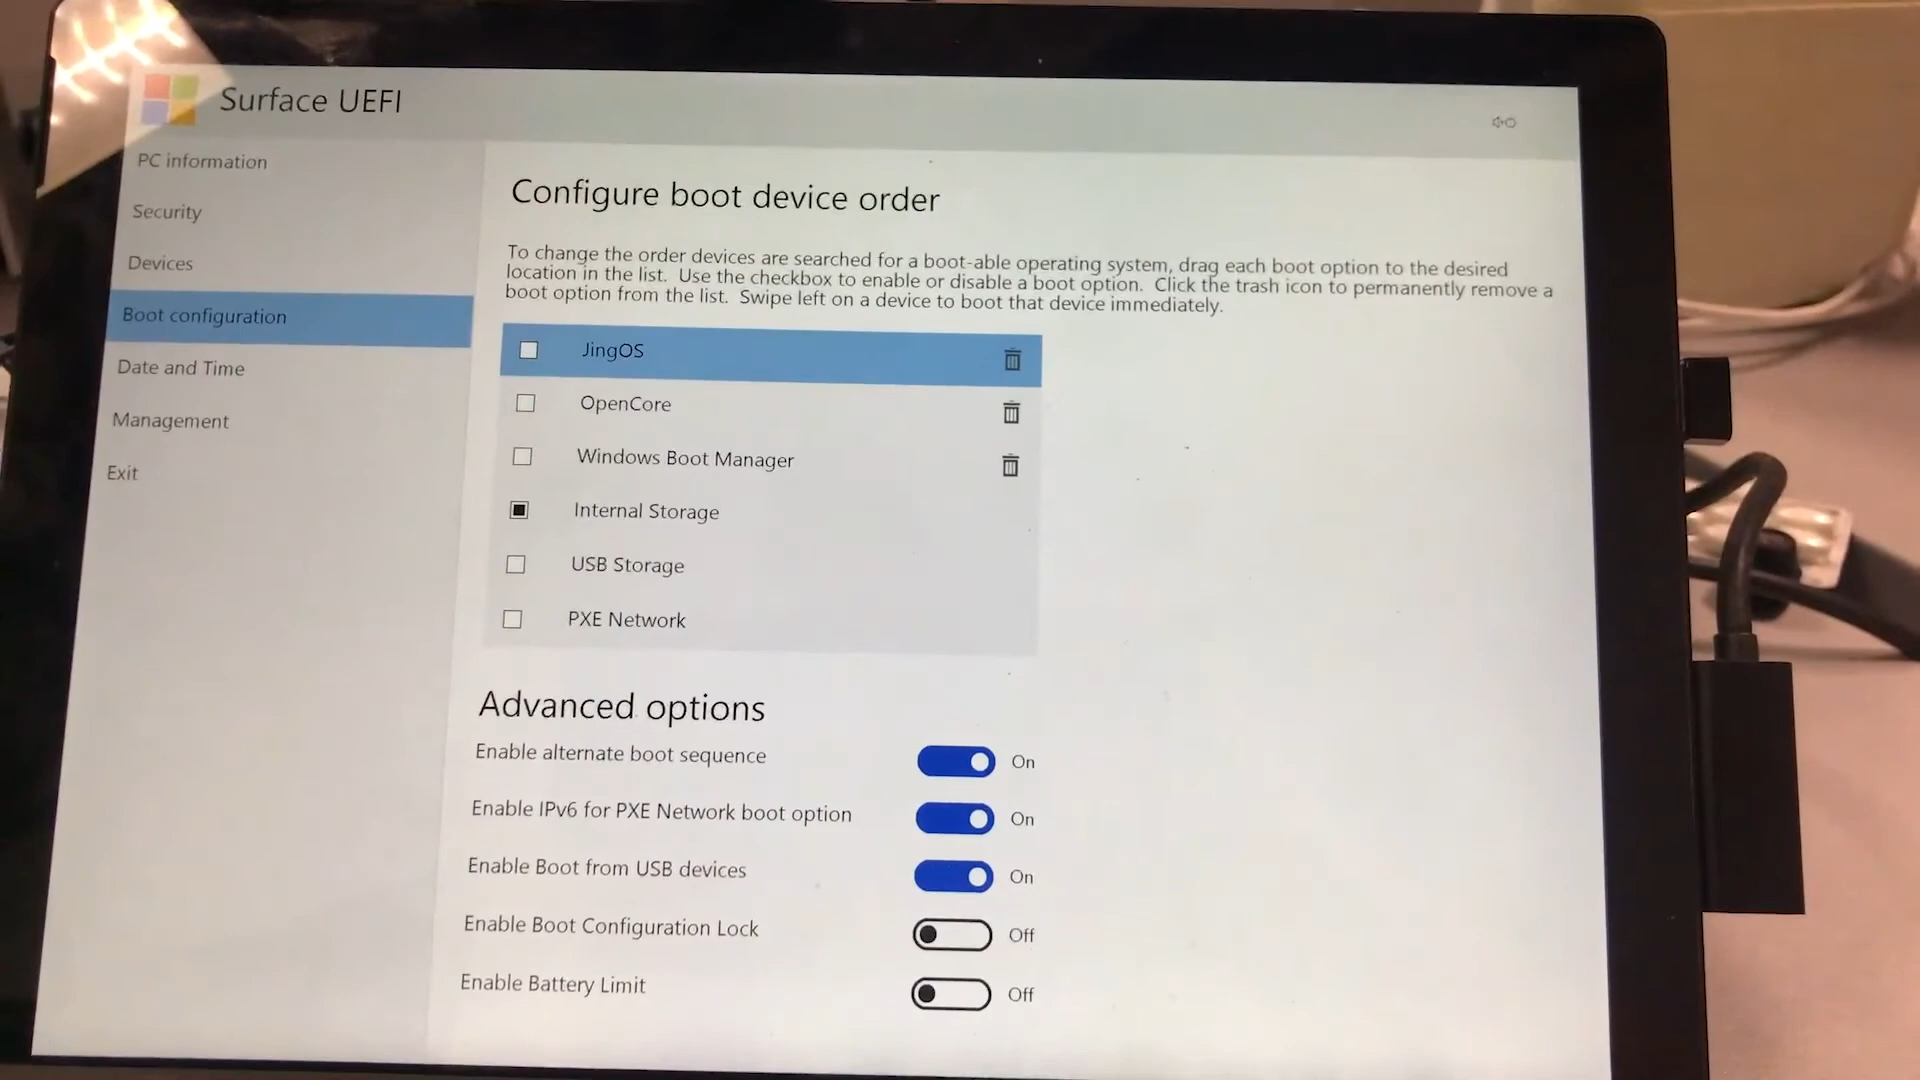 Surface UEFI
PC information
Security
Devices
Boot configuration
Date and Time
Management
Exit
Configure boot device order
To change the order devices are searched for a boot-able operating system, drag each boot option to the desired
location in the list. Use the checkbox to enable or disable a boot option. Click the trash icon to permanently remove a
boot option from the list. Swipe left on a device to boot that device immediately.
JingOS
OpenCore
Windows Boot Manager
Internal Storage
USB Storage
PXE Network
Advanced options
Enable alternate boot sequence On
Enable IPv6 for PXE Network boot option On
Enable Boot from USB devices On
Enable Boot Configuration Lock Off
Enable Battery Limit Off